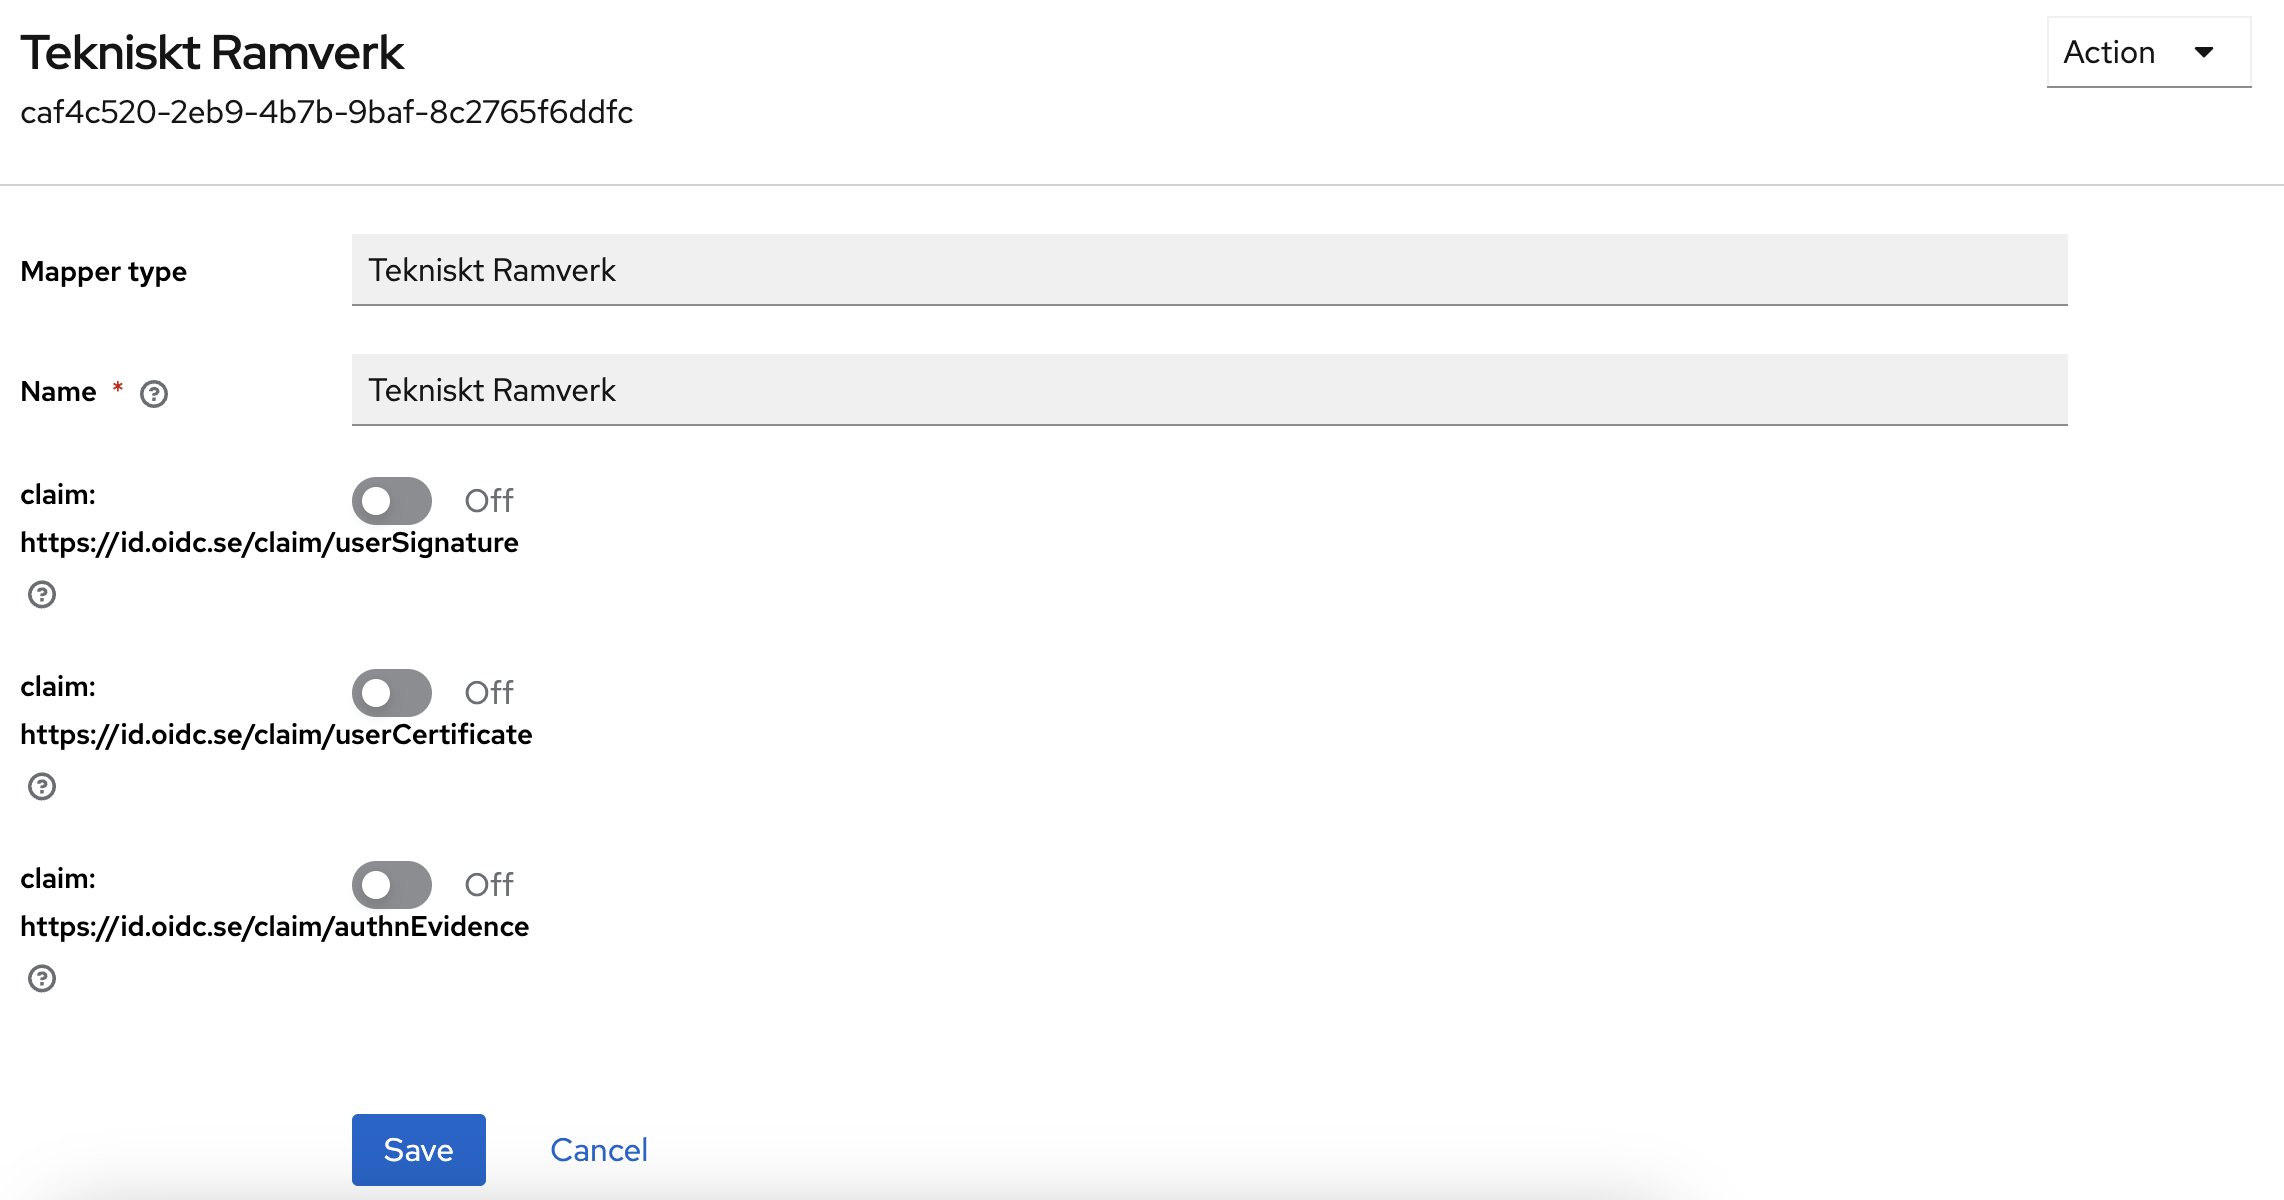 Tekniskt Ramverk
Action
caf4c520-2eb9-4b7b-9baf-8c2765f6ddfc
Mapper type
Tekniskt Ramverk
Name *
Tekniskt Ramverk
claim:
Off
https://id.oidc.se/claim/userSignature
claim:
Off
https://id.oidc.se/claim/userCertificate
claim:
Off
https://id.oidc.se/claim/authnEvidence
Save
Cancel